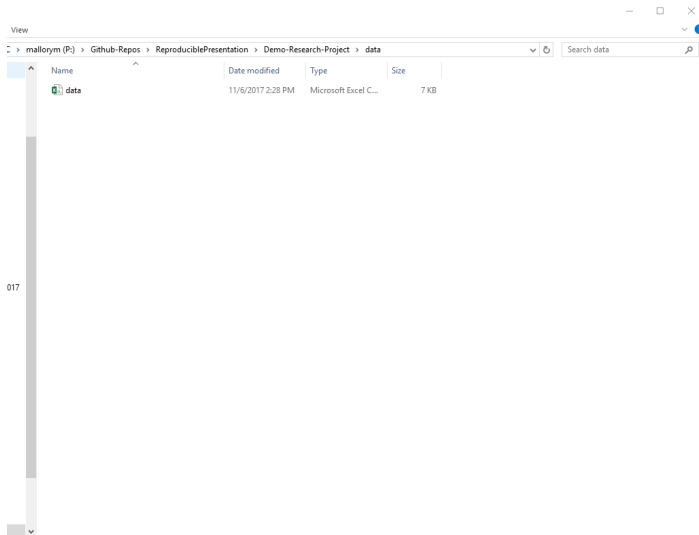 View
mallorym (P:) > Github-Repos > ReproduciblePresentation > Demo-Research-Project > data
Search data
Name Date modified Type Size
data 11/6/2017 2:28 PM Microsoft Excel C... 7 KB
017